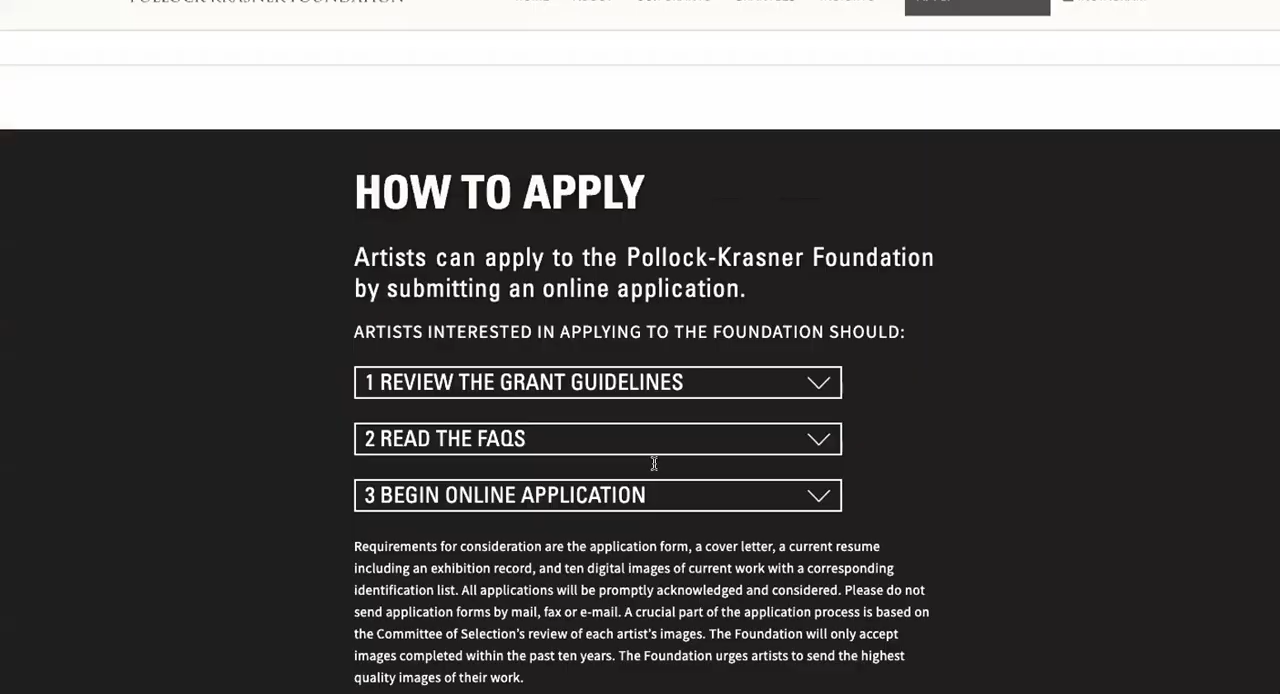 POLLOCK-KRASNER FOUNDATION
HOW TO APPLY
Artists can apply to the Pollock-Krasner Foundation
by submitting an online application.
ARTISTS INTERESTED IN APPLYING TO THE FOUNDATION SHOULD:
1 REVIEW THE GRANT GUIDELINES
2 READ THE FAQS
3 BEGIN ONLINE APPLICATION
Requirements for consideration are the application form, a cover letter, a current resume
including an exhibition record, and ten digital images of current work with a corresponding
identification list. All applications will be promptly acknowledged and considered. Please do not
send application forms by mail, fax or e-mail. A crucial part of the application process is based on
the Committee of Selection's review of each artist's images. The Foundation will only accept
images completed within the past ten years. The Foundation urges artists to send the highest
quality images of their work.